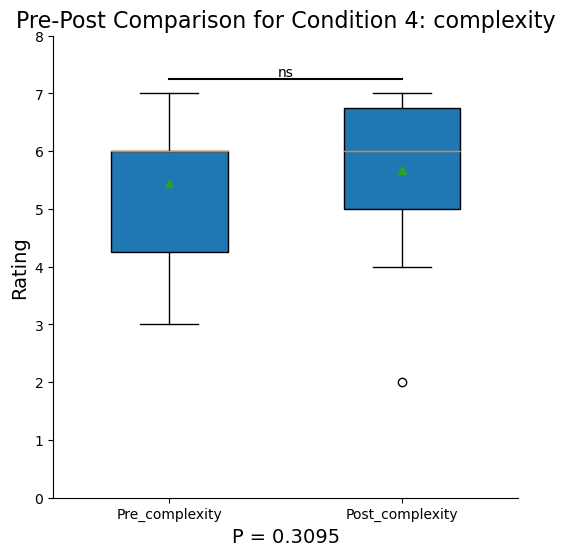 Pre-Post Comparison for Condition 4: complexity
8
ns
7
6
5
4
3
2
1
0
Rating
Pre_complexity
Post_complexity
P = 0.3095